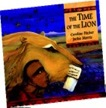 THE TIME OF THE LION
Caroline Pitcher
Jackie Morris